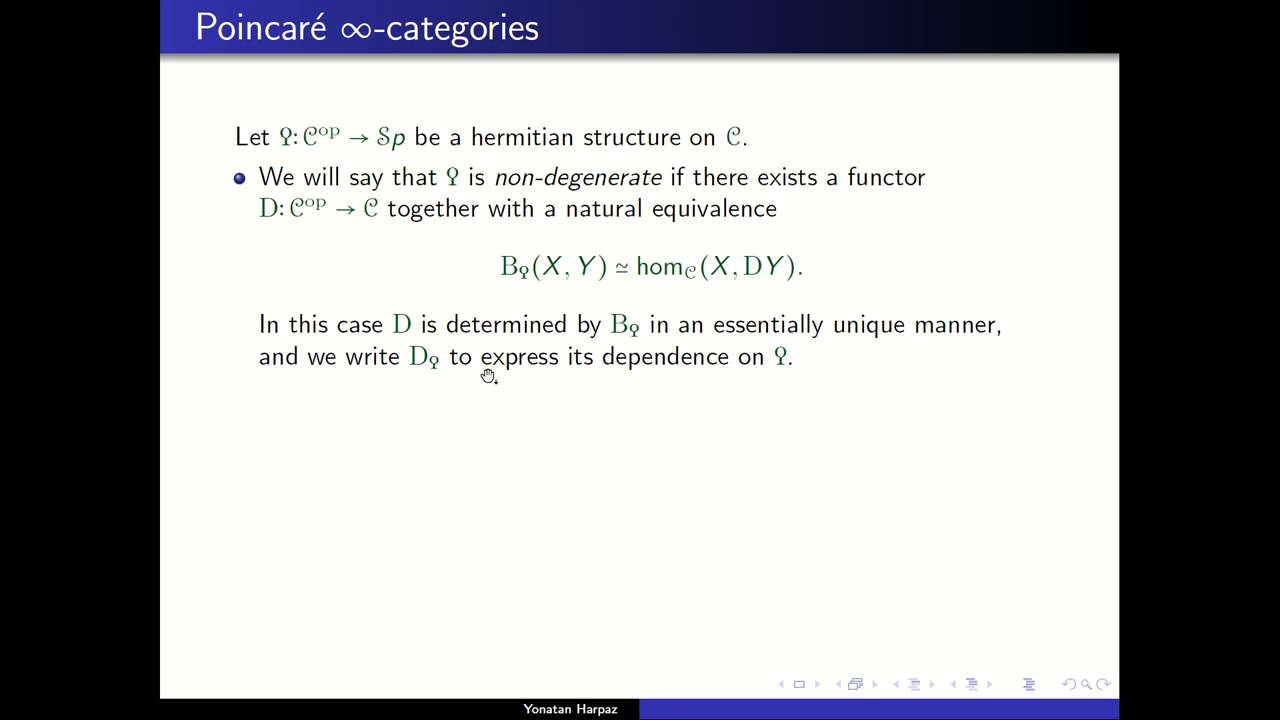 Poincaré ∞-categories
Let Ϙ: 𝒞ᵒᵖ → 𝒮p be a hermitian structure on 𝒞.
We will say that Ϙ is non-degenerate if there exists a functor
D: 𝒞ᵒᵖ → 𝒞 together with a natural equivalence
B_Ϙ(X, Y) ≃ hom_𝒞(X, DY).
In this case D is determined by B_Ϙ in an essentially unique manner,
and we write D_Ϙ to express its dependence on Ϙ.
Yonatan Harpaz